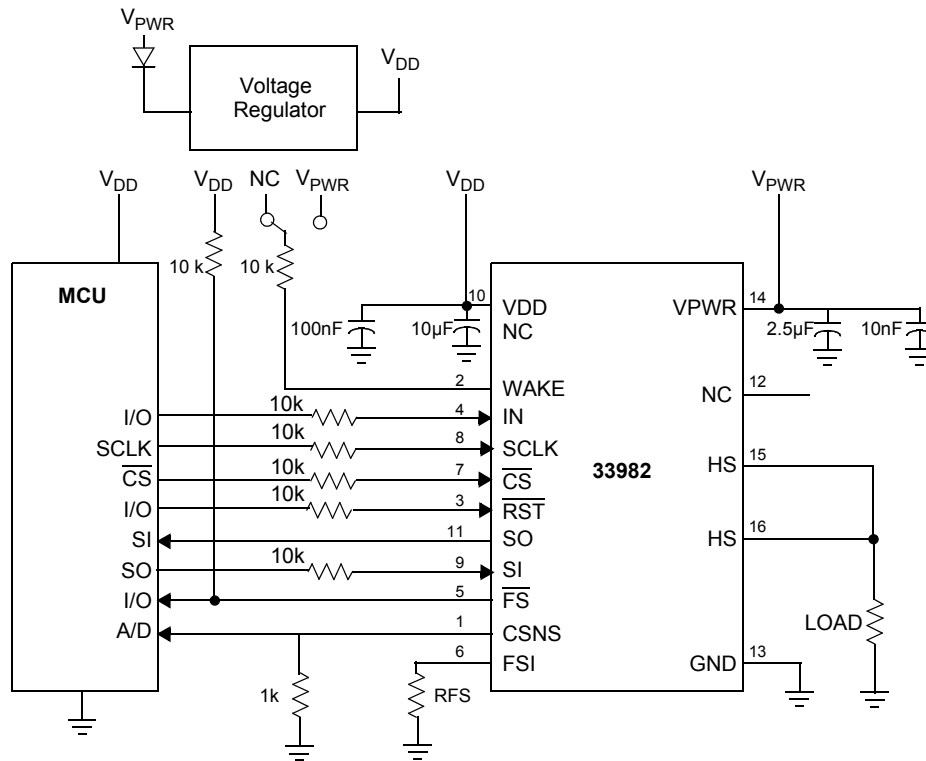 VPWR
VDD
Voltage
Regulator
VDD
VDD
NC
VPWR
VDD
VPWR
10 k
10 k
MCU
10
VDD
NC
VPWR
14
100nF
10µF
2.5µF
10nF
2
WAKE
NC
12
I/O
10k
4
IN
SCLK
10k
8
SCLK
HS
15
CS
10k
7
CS
33982
I/O
10k
3
RST
HS
16
SI
11
SO
SO
10k
9
SI
I/O
5
FS
LOAD
A/D
1
CSNS
6
FSI
GND
13
1k
RFS